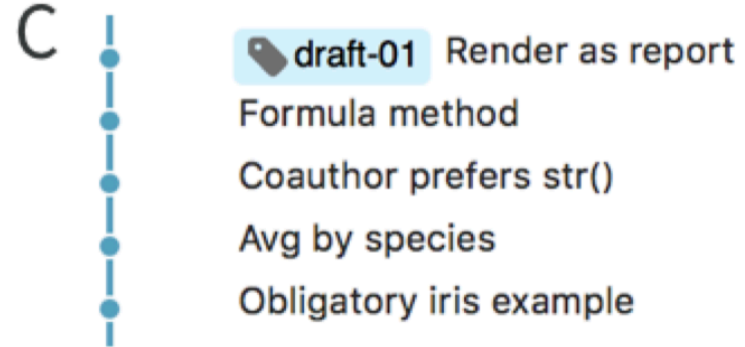 C
draft-01 Render as report
Formula method
Coauthor prefers str()
Avg by species
Obligatory iris example